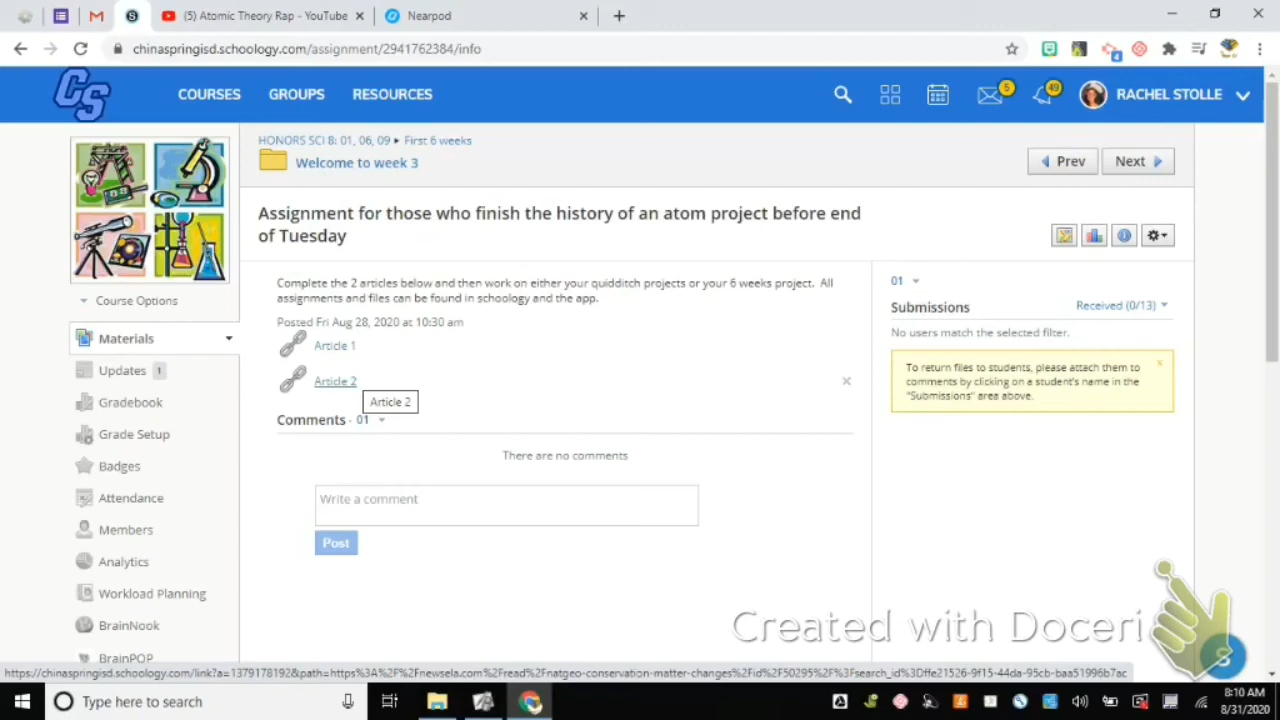 (5) Atomic Theory Rap - YouTube
Nearpod
chinaspringisd.schoology.com/assignment/2941762384/info
4
CS
COURSES
GROUPS
RESOURCES
5
49
RACHEL STOLLE
HONORS SCI 8: 01, 06, 09 ▸ First 6 weeks
Welcome to week 3
Prev
Next
Assignment for those who finish the history of an atom project before end
of Tuesday
Complete the 2 articles below and then work on either your quidditch projects or your 6 weeks project. All
assignments and files can be found in schoology and the app.
Posted Fri Aug 28, 2020 at 10:30 am
Article 1
Article 2
Article 2
Comments · 01
There are no comments
Write a comment
Post
01
Submissions
Received (0/13)
No users match the selected filter.
To return files to students, please attach them to
comments by clicking on a student's name in the
"Submissions" area above.
Course Options
Materials
Updates 1
Gradebook
Grade Setup
Badges
Attendance
Members
Analytics
Workload Planning
BrainNook
BrainPOP
Created with Doceri
S
https://chinaspringisd.schoology.com/link?a=1379178192&path=https%3A%2F%2Fnewsela.com%2Fread%2Fnatgeo-conservation-matter-changes%2Fid%2F50295%2F%3Fsearch_id%3Dffe21526-9f15-44da-95cb-baa51996b7ac
Type here to search
8:10 AM
8/31/2020